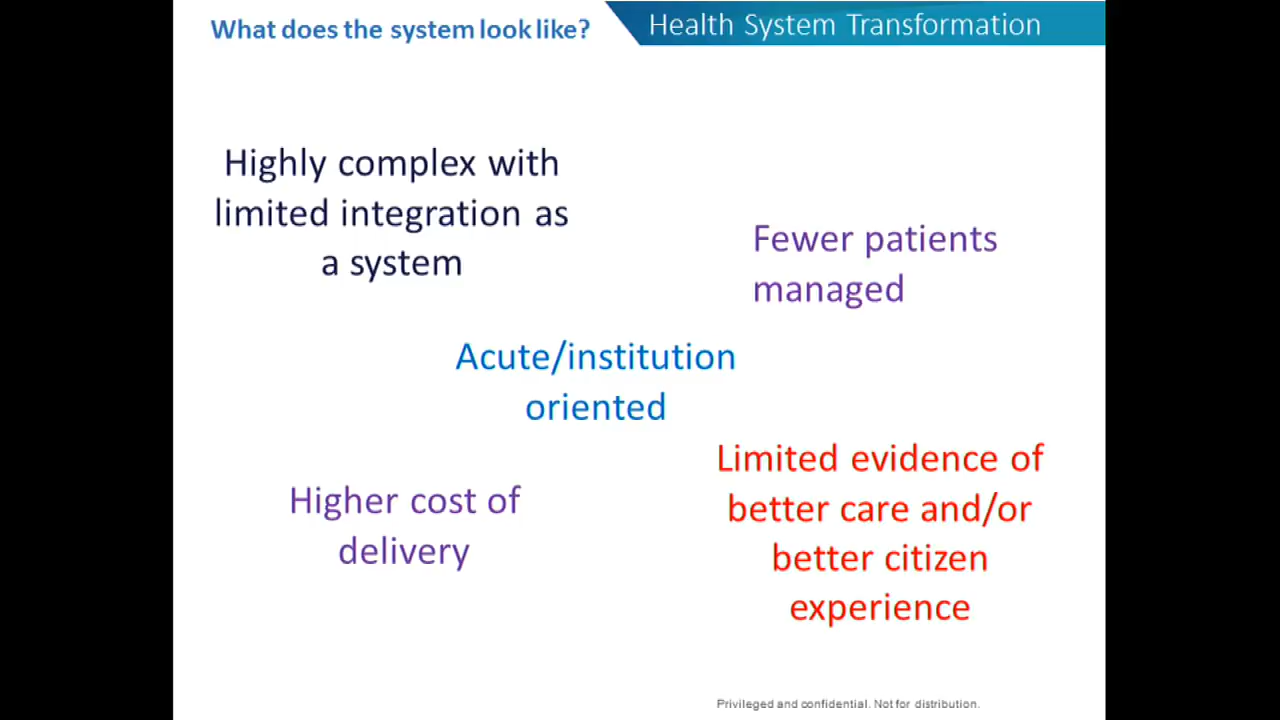 What does the system look like?
Health System Transformation
Highly complex with
limited integration as
a system
Fewer patients
managed
Acute/institution
oriented
Higher cost of
delivery
Limited evidence of
better care and/or
better citizen
experience
Privileged and confidential. Not for distribution.